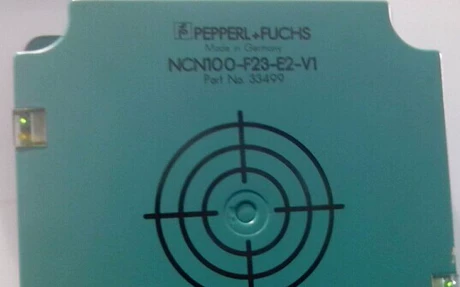 PEPPERL+FUCHS
Made in Germany
NCN100-F23-E2-V1
Part No. 33499